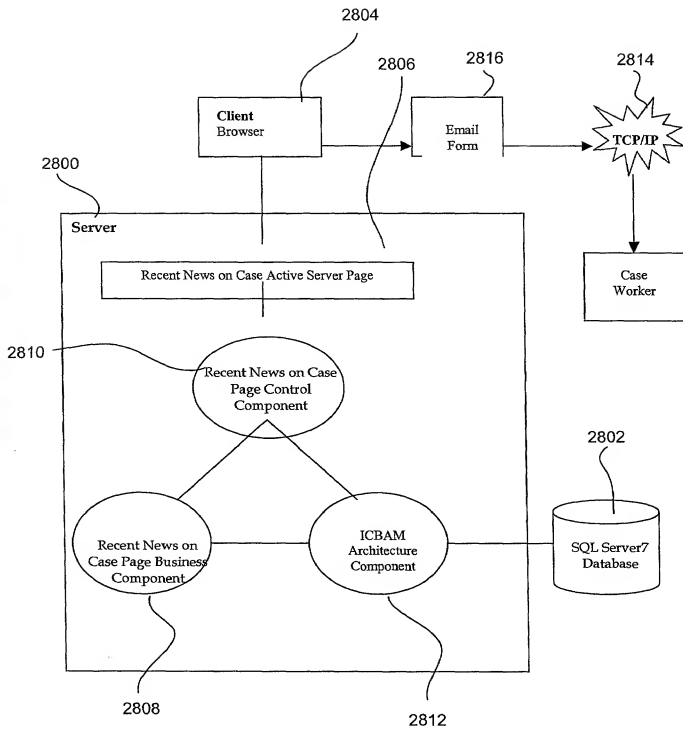 2804
2816
2814
2806
Client
Browser
Email
Form
TCP/IP
2800
Server
Recent News on Case Active Server Page
Case
Worker
2810
Recent News on Case
Page Control
Component
2802
ICBAM
Architecture
Component
SQL Server7
Database
Recent News on
Case Page Business
Component
2808
2812